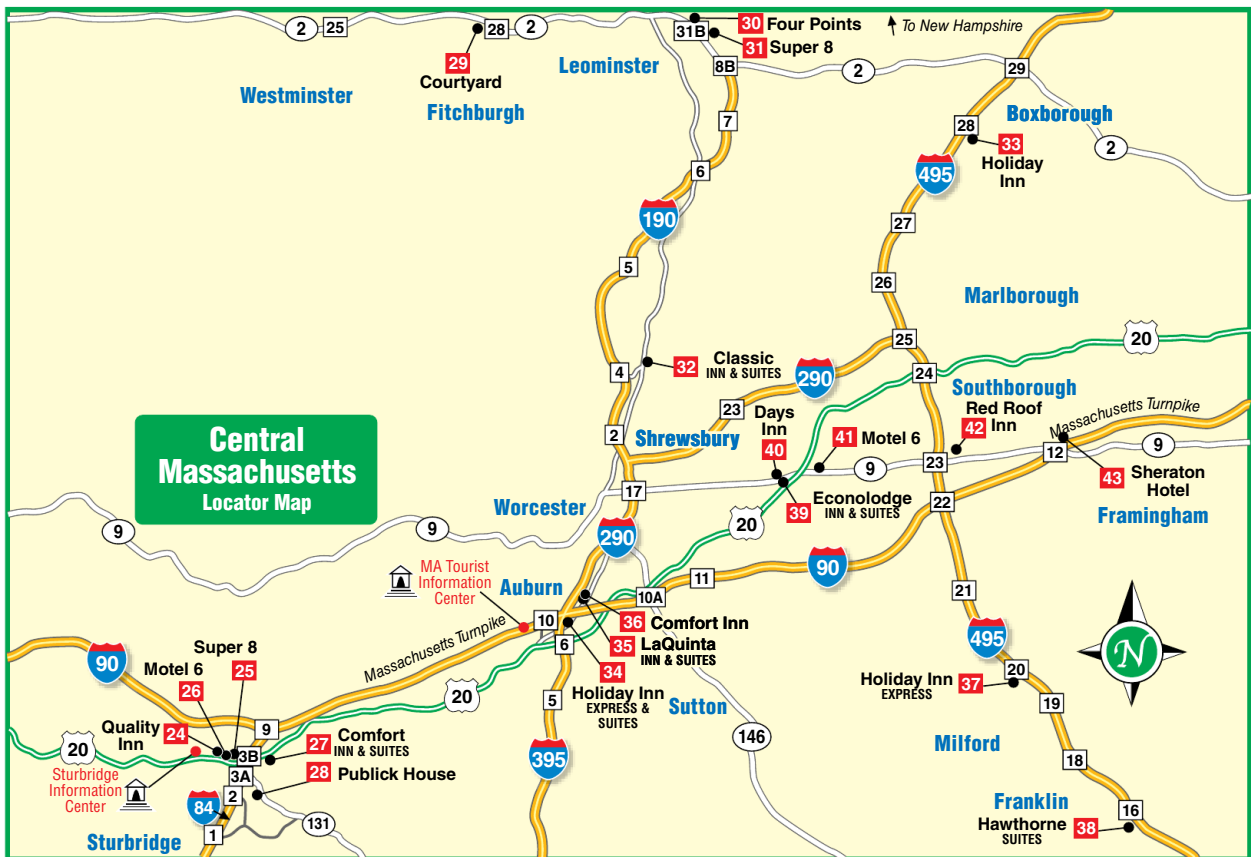 2
25
28
2
30 Four Points
31B
31 Super 8
To New Hampshire
29
Courtyard
Leominster
8B
2
29
Westminster
Fitchburgh
Boxborough
7
28
33
Holiday
Inn
2
6
495
190
27
5
26
Marlborough
20
25
4
32 Classic
INN & SUITES
290
24
Southborough
23
Days
Inn
40
Red Roof
Inn
42
Massachusetts Turnpike
Central
Massachusetts
Locator Map
2
Shrewsbury
41 Motel 6
9
23
12
9
43 Sheraton
Hotel
17
39 Econolodge
INN & SUITES
22
Framingham
Worcester
9
9
20
290
MA Tourist
Information
Center
Auburn
11
90
10A
21
10
36 Comfort Inn
35 LaQuinta
INN & SUITES
6
34
Holiday Inn
EXPRESS &
SUITES
495
N
Massachusetts Turnpike
90
Super 8
25
Motel 6
26
20
5
Sutton
20
Holiday Inn
EXPRESS
37
19
Quality
Inn
24
9
20
3B
27 Comfort
INN & SUITES
146
Milford
395
18
Sturbridge
Information
Center
3A
28 Publick House
2
84
1
131
Sturbridge
Franklin
16
Hawthorne
SUITES
38